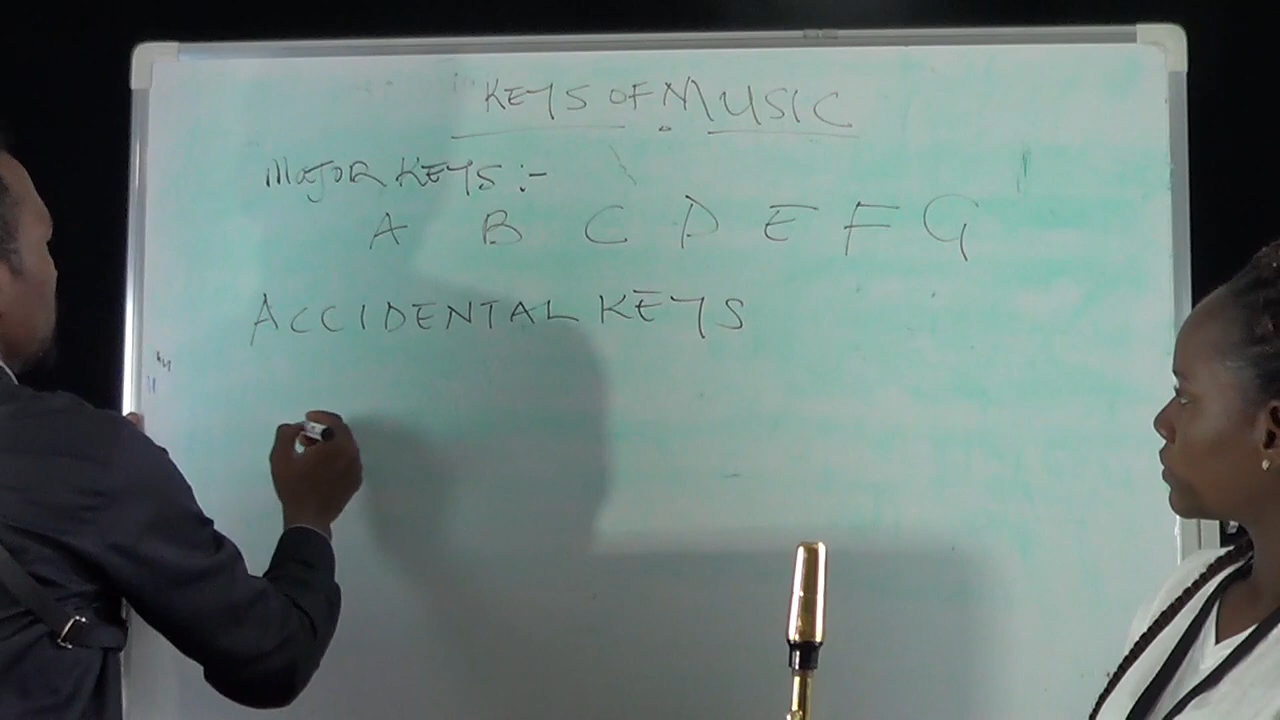 KEYS OF MUSIC
MAJOR KEYS :-
A B C D E F G
ACCIDENTAL KEYS